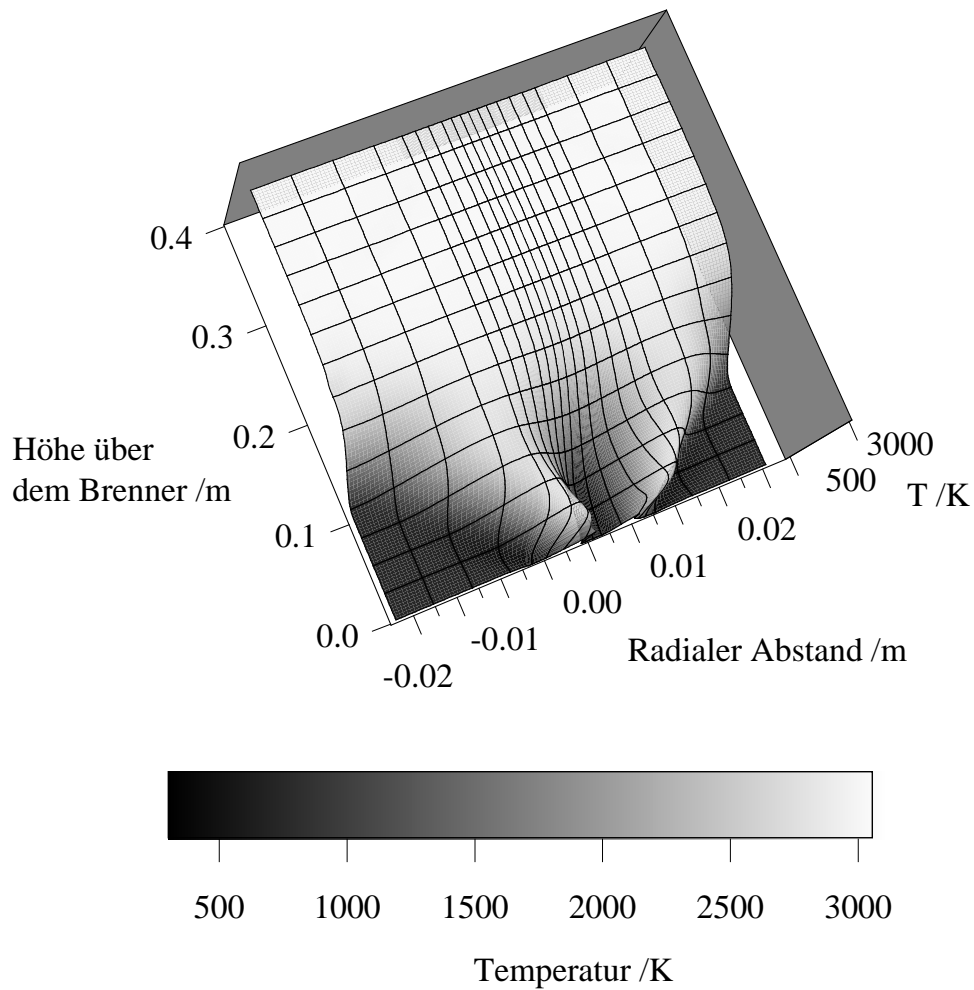 0.4
0.3
0.2
0.1
0.0
Höhe über
dem Brenner /m
3000
500
T /K
0.02
0.01
0.00
-0.01
-0.02
Radialer Abstand /m
500 1000 1500 2000 2500 3000
Temperatur /K